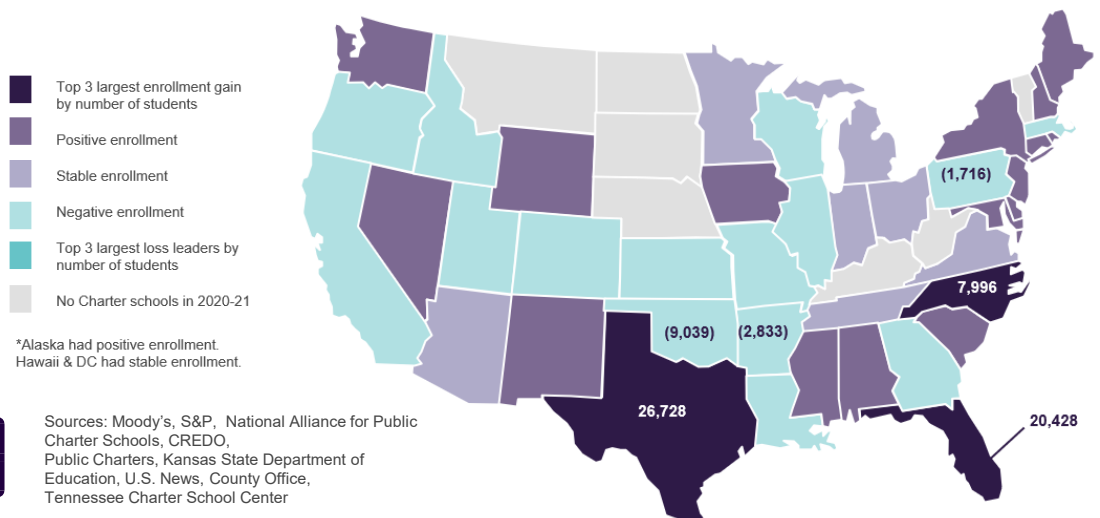 Top 3 largest enrollment gain
by number of students
Positive enrollment
Stable enrollment
Negative enrollment
Top 3 largest loss leaders by
number of students
No Charter schools in 2020-21
*Alaska had positive enrollment.
Hawaii & DC had stable enrollment.
(1,716)
7,996
(9,039)
(2,833)
26,728
20,428
Sources: Moody's, S&P, National Alliance for Public
Charter Schools, CREDO,
Public Charters, Kansas State Department of
Education, U.S. News, County Office,
Tennessee Charter School Center